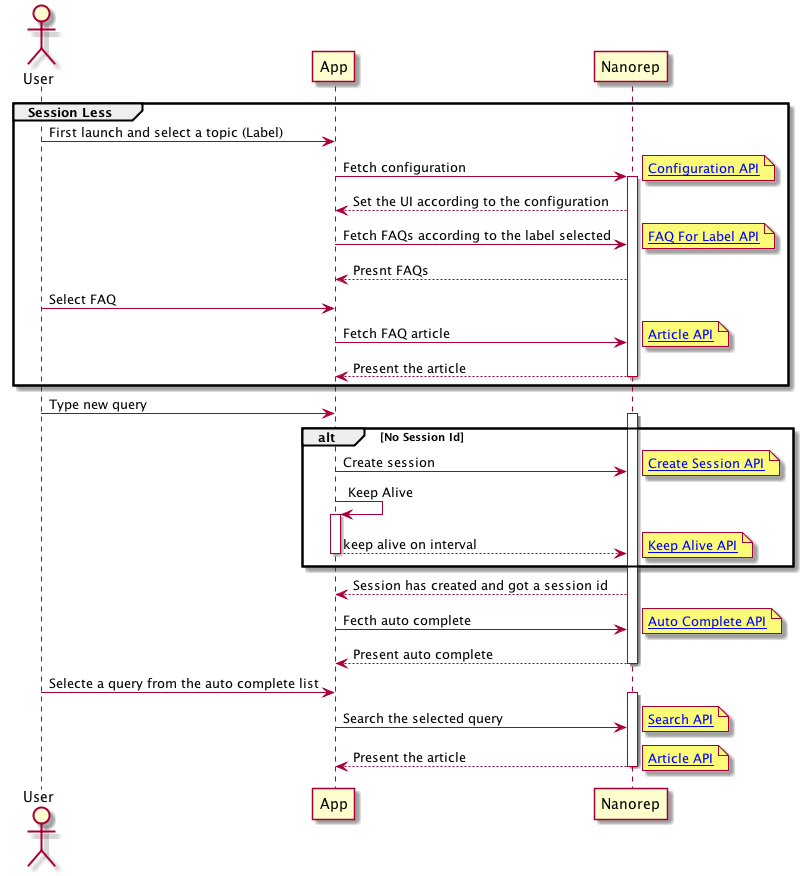 User
App
Nanorep
Session Less
First launch and select a topic (Label)
Fetch configuration
Configuration API
Set the UI according to the configuration
Fetch FAQs according to the label selected
FAQ For Label API
Presnt FAQs
Select FAQ
Fetch FAQ article
Article API
Present the article
Type new query
alt
[No Session Id]
Create session
Create Session API
Keep Alive
keep alive on interval
Keep Alive API
Session has created and got a session id
Fecth auto complete
Auto Complete API
Present auto complete
Selecte a query from the auto complete list
Search the selected query
Search API
Present the article
Article API
User
App
Nanorep